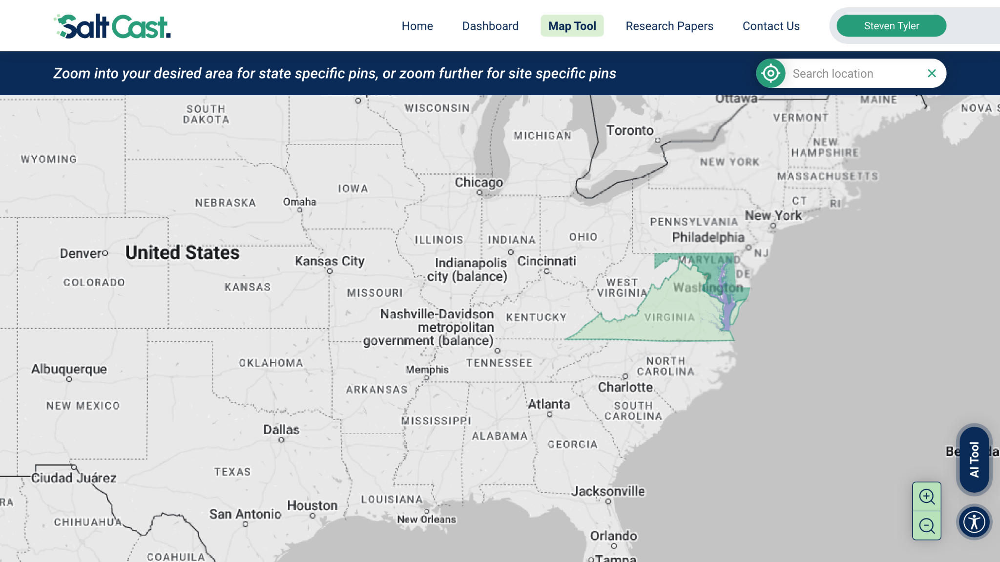 Salt Cast.
Home
Dashboard
Map Tool
Research Papers
Contact Us
Steven Tyler
Zoom into your desired area for state specific pins, or zoom further for site specific pins
Search location
Ottawa
MAINE
SOUTH
DAKOTA
WISCONSIN
NOVA
VERMONT
MICHIGAN
Toronto
NEW
HAMPSHIRE
WYOMING
NEW YORK
MASSACHUSETTS
Chicago
IOWA
NEBRASKA
Omaha
CT
RI
New York
PENNSYLVANIA
Philadelphia
ILLINOIS
INDIANA
OHIO
NJ
Denver
United States
Kansas City
Indianapolis
city (balance)
Cincinnati
MARYLAND
DE
COLORADO
KANSAS
MISSOURI
WEST
VIRGINIA
Washington
Nashville-Davidson
metropolitan
government (balance)
KENTUCKY
VIRGINIA
Albuquerque
OKLAHOMA
Memphis
TENNESSEE
NORTH
CAROLINA
ARKANSAS
Charlotte
NEW MEXICO
Atlanta
SOUTH
CAROLINA
MISSISSIPPI
Dallas
ALABAMA
GEORGIA
AI Tool
TEXAS
Ciudad Juárez
Jacksonville
RA
LOUISIANA
Houston
San Antonio
New Orleans
CHIHUAHUA
Orlando
COAHUILA
Tampa